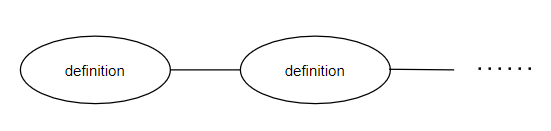 definition definition ......